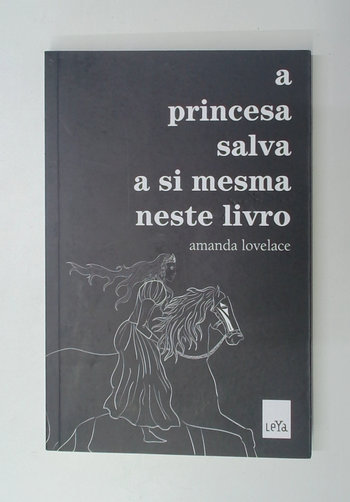 a
princesa
salva
a si mesma
neste livro
amanda lovelace
LeYa